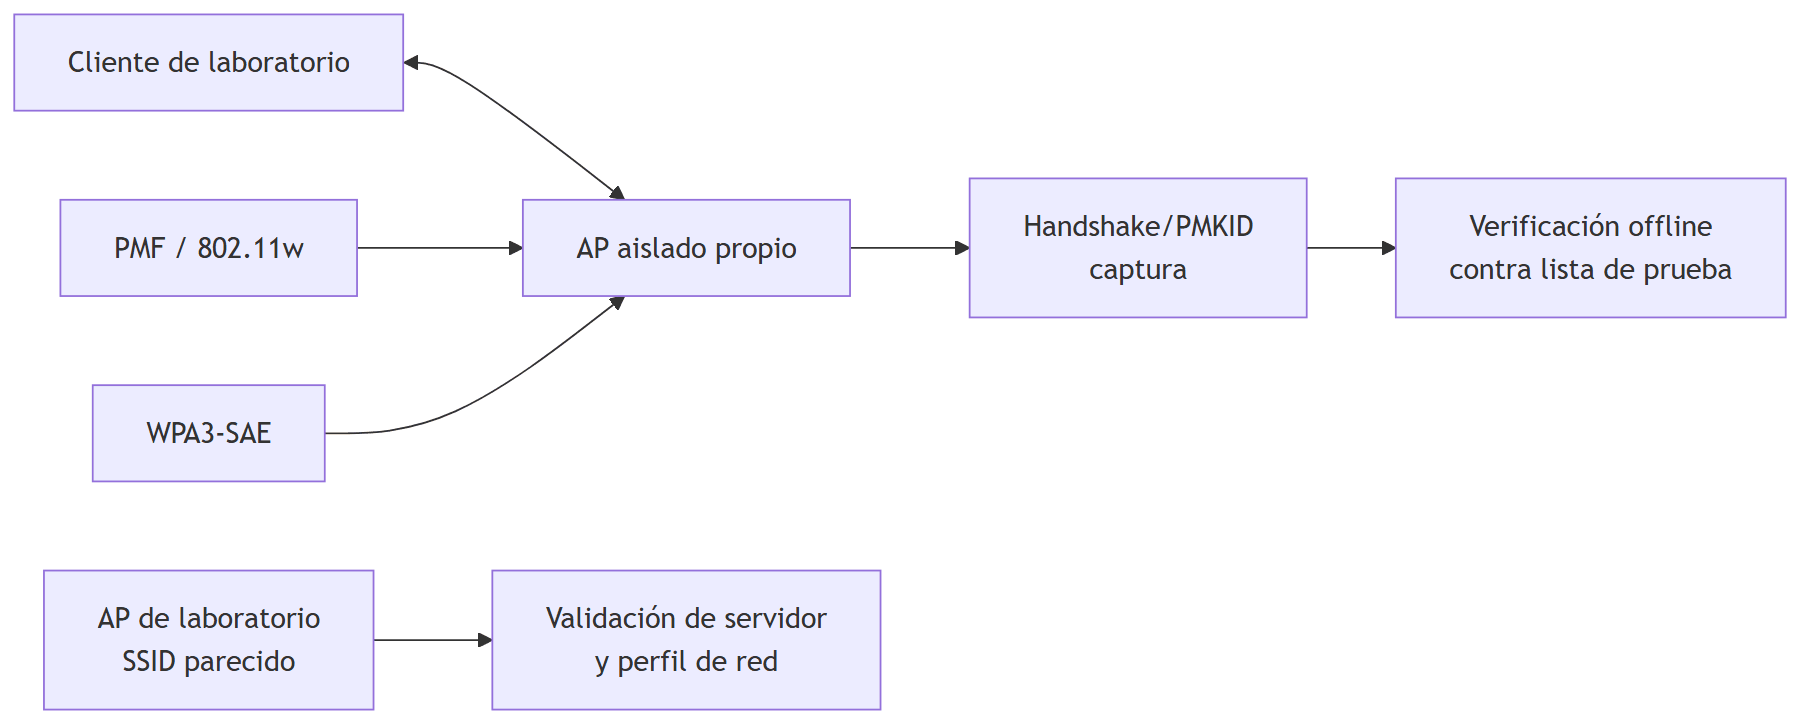 Cliente de laboratorio
PMF / 802.11w
AP aislado propio
Handshake/PMKID
captura
Verificación offline
contra lista de prueba
WPA3-SAE
AP de laboratorio
SSID parecido
Validación de servidor
y perfil de red